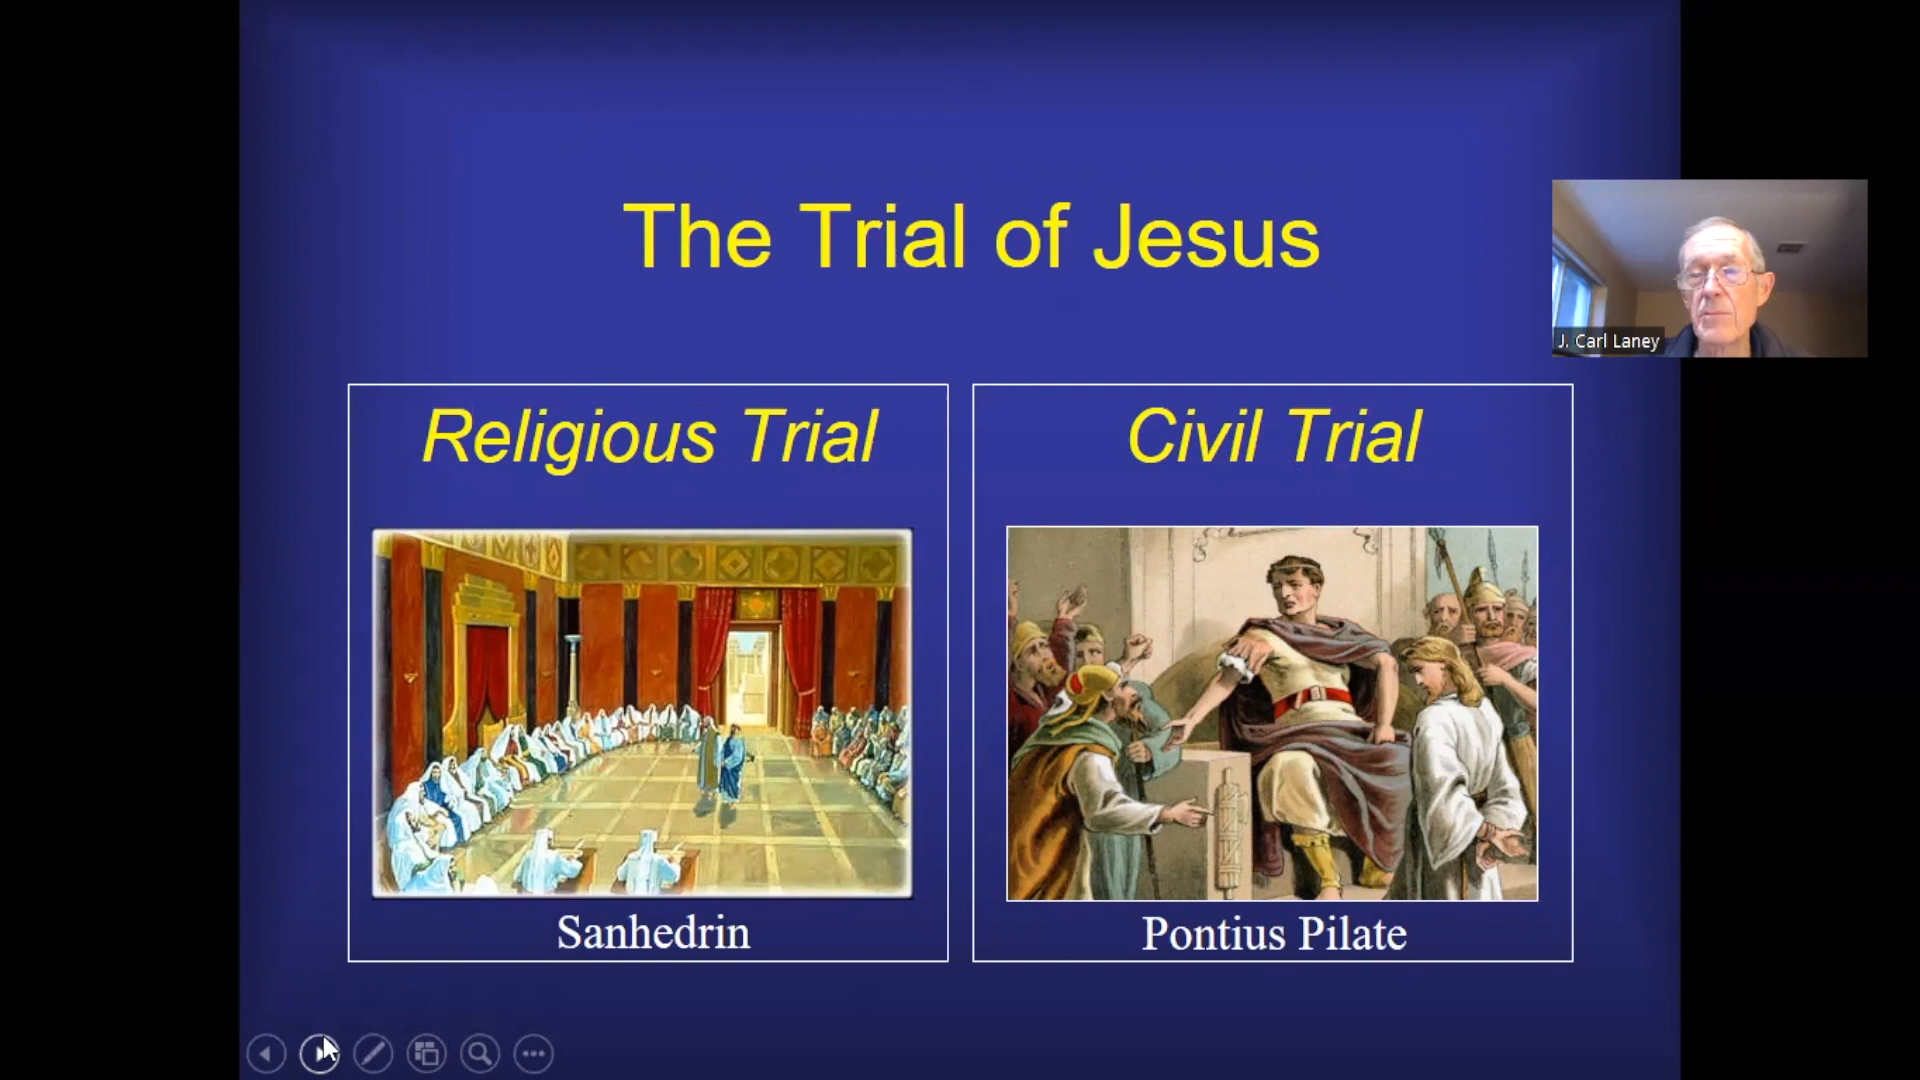 The Trial of Jesus
J. Carl Laney
Religious Trial
Sanhedrin
Civil Trial
Pontius Pilate